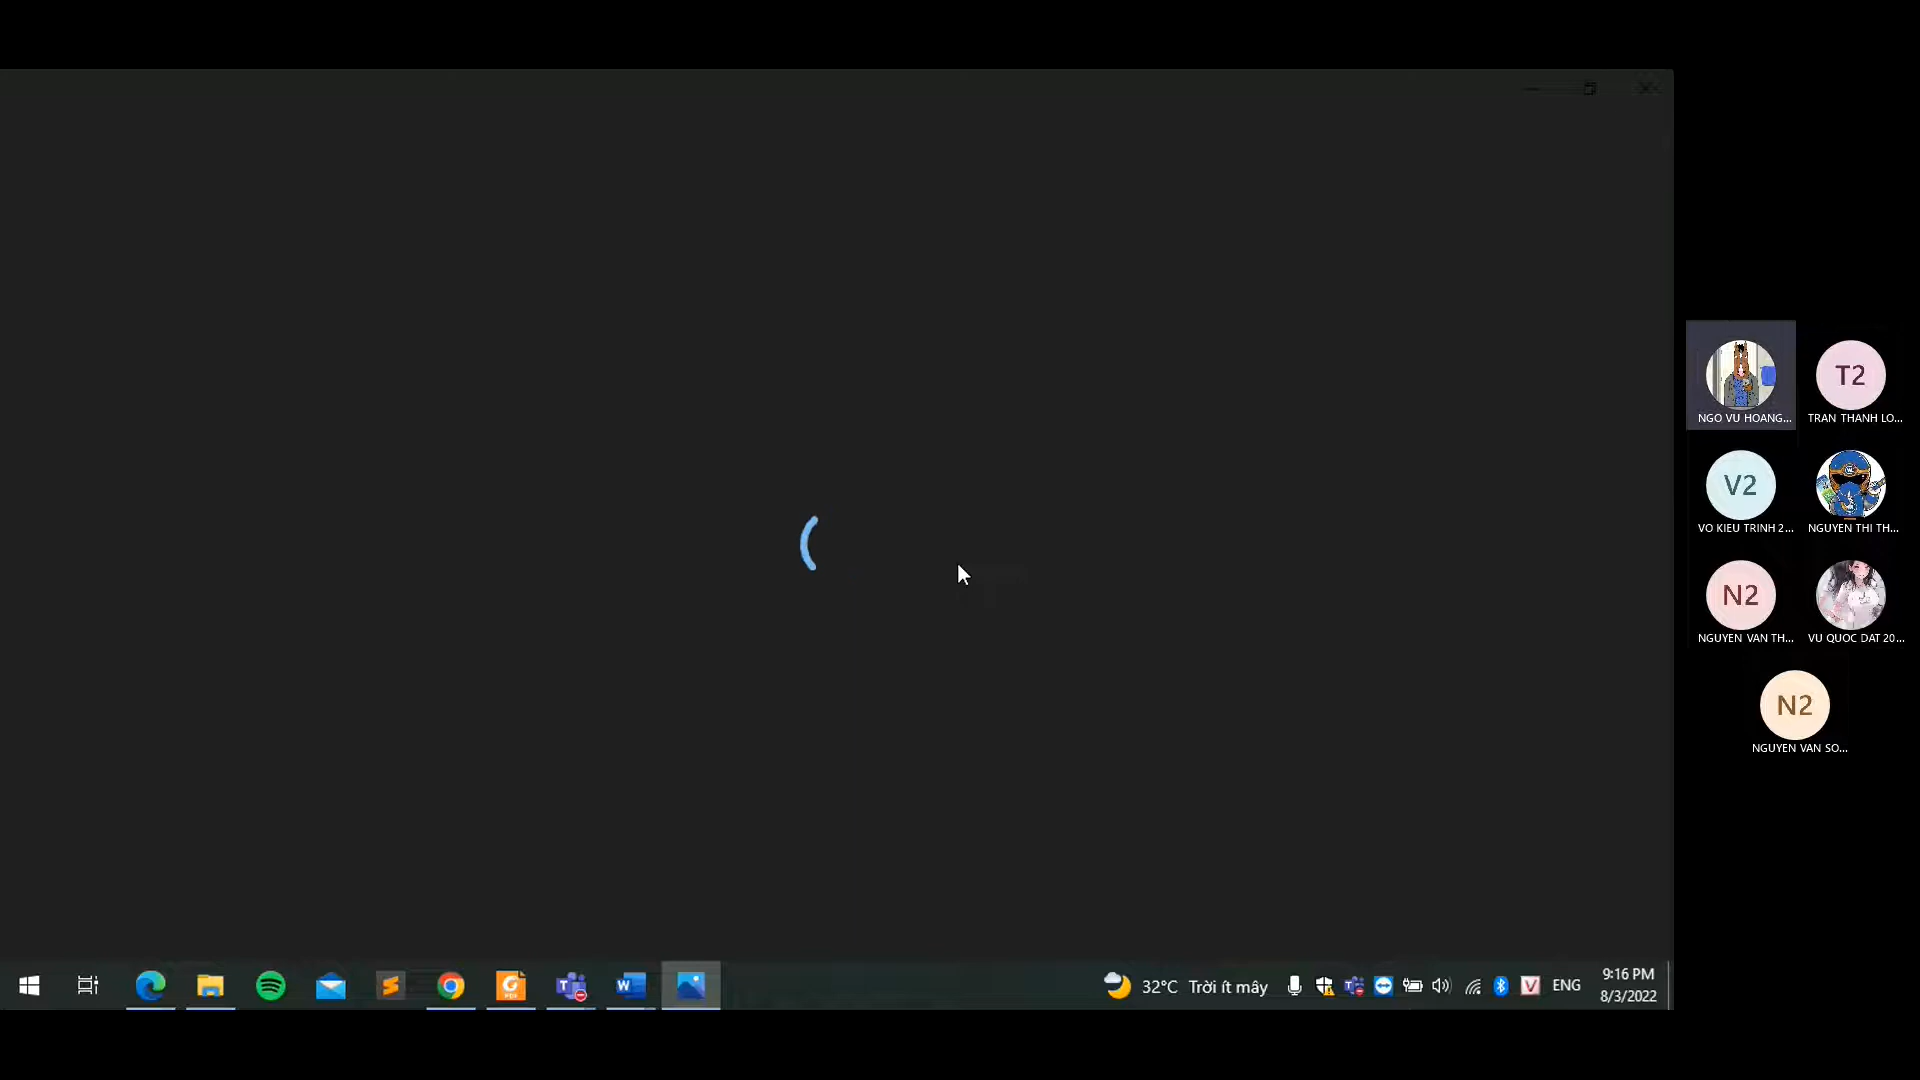 NGO VU HOANG...
T2
TRAN THANH LO...
V2
VO KIEU TRINH 2...
NGUYEN THI TH...
N2
NGUYEN VAN TH...
VU QUOC DAT 20...
N2
NGUYEN VAN SO...
32°C Trời ít mây
ENG
9:16 PM
8/3/2022